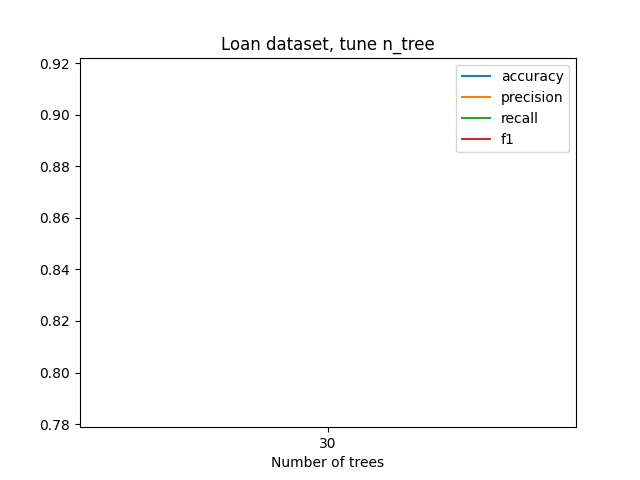 Loan dataset, tune n_tree
0.92
0.90
0.88
0.86
0.84
0.82
0.80
0.78
accuracy
precision
recall
f1
30
Number of trees